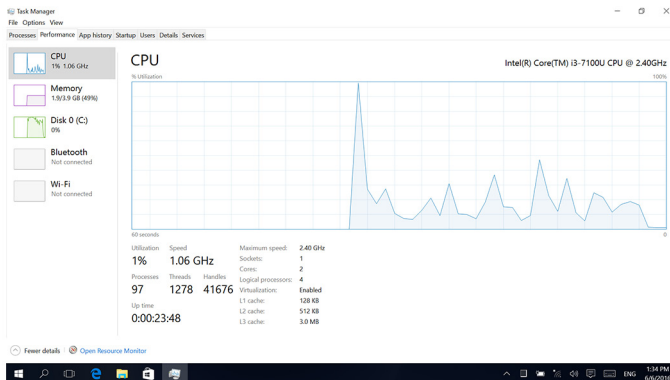 Task Manager
File Options View
Processes Performance App history Startup Users Details Services
CPU
1% 1.06 GHz
Memory
1.9/3.9 GB (49%)
Disk 0 (C:)
0%
Bluetooth
Not connected
Wi-Fi
Not connected
CPU
Intel(R) Core(TM) i3-7100U CPU @ 2.40GHz
% Utilization 100%
60 seconds 0
Utilization Speed
1% 1.06 GHz
Processes Threads Handles
97 1278 41676
Up time
0:00:23:48
Maximum speed: 2.40 GHz
Sockets: 1
Cores: 2
Logical processors: 4
Virtualization: Enabled
L1 cache: 128 KB
L2 cache: 512 KB
L3 cache: 3.0 MB
Fewer details Open Resource Monitor
ENG
1:34 PM